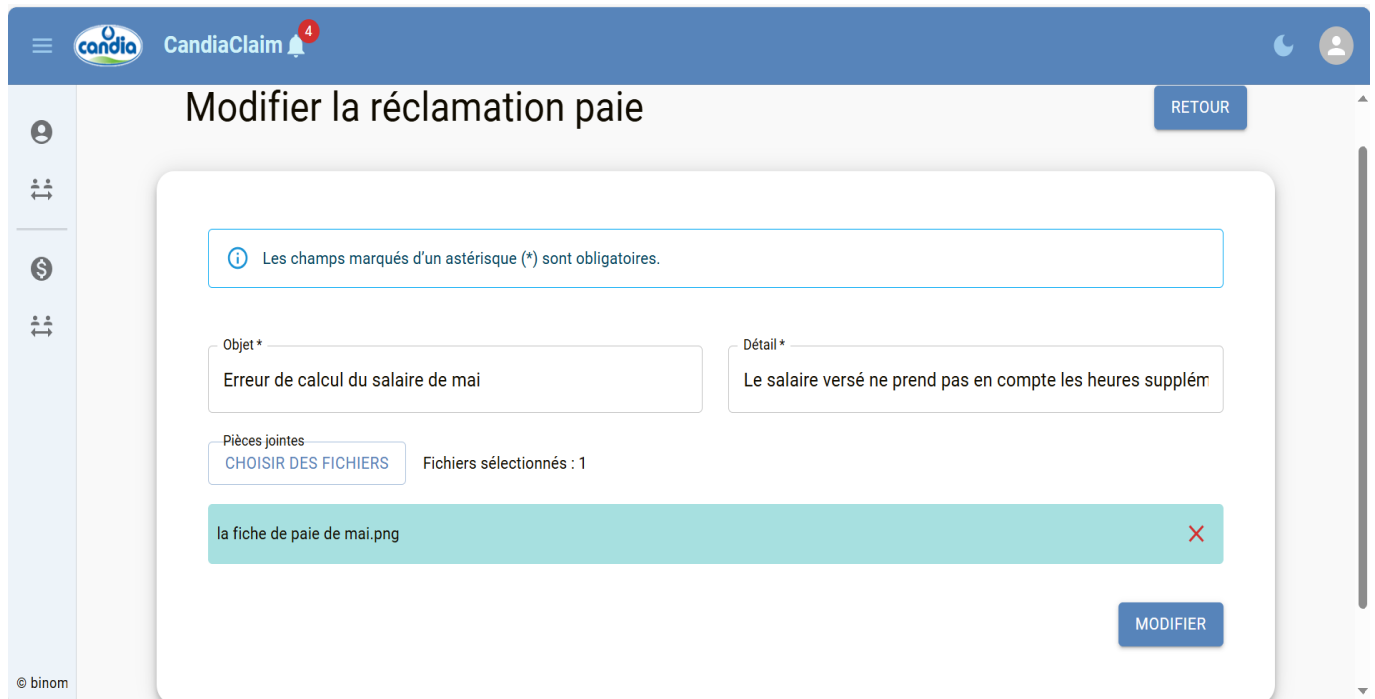 candia
CandiaClaim
4
Modifier la réclamation paie
RETOUR
Les champs marqués d'un astérisque (*) sont obligatoires.
Objet *
Détail *
Erreur de calcul du salaire de mai
Le salaire versé ne prend pas en compte les heures supplém
Pièces jointes
CHOISIR DES FICHIERS
Fichiers sélectionnés : 1
la fiche de paie de mai.png
MODIFIER
© binom